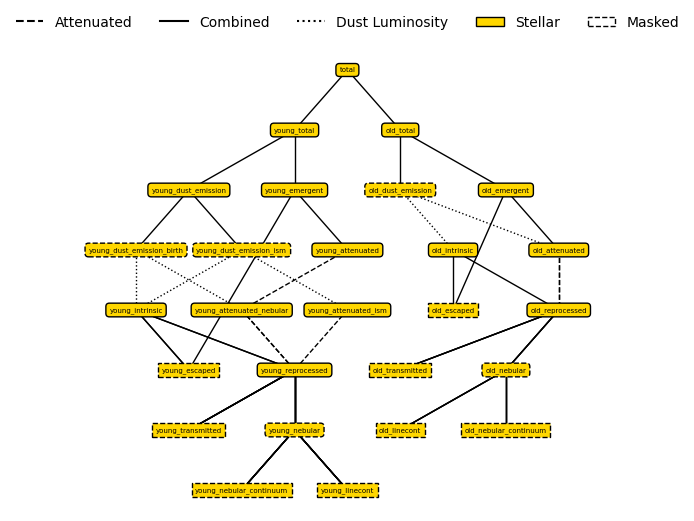 Attenuated Combined Dust Luminosity Stellar Masked
total
young_total old_total
young_dust_emission young_emergent old_dust_emission old_emergent
young_dust_emission_birth young_dust_emission_ism young_attenuated old_intrinsic old_attenuated
young_intrinsic young_attenuated_nebular young_attenuated_ism old_escaped old_reprocessed
young_escaped young_reprocessed old_transmitted old_nebular
young_transmitted young_nebular old_linecont old_nebular_continuum
young_nebular_continuum young_linecont